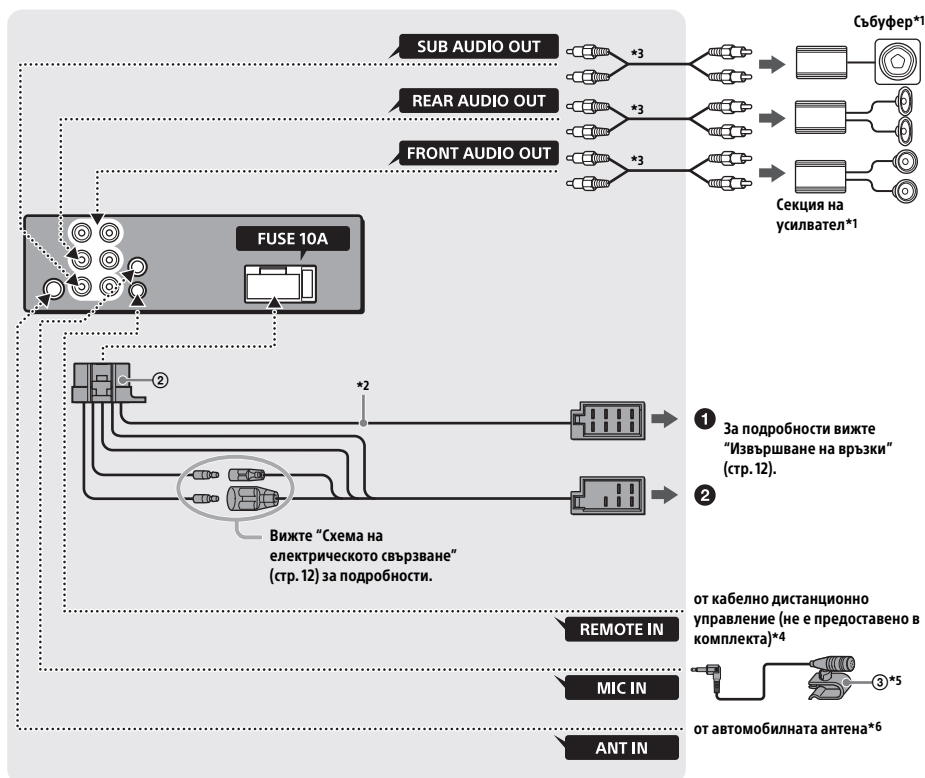 Събуфер*1
SUB AUDIO OUT
*3
REAR AUDIO OUT
*3
FRONT AUDIO OUT
*3
Секция на
усилвател*1
FUSE 10A
②
*2
❶
За подробности вижте
“Извършване на връзки”
(стр. 12).
❷
Вижте “Схема на
електрическото свързване”
(стр. 12) за подробности.
от кабелно дистанционно
управление (не е предоставено в
комплекта)*4
REMOTE IN
③*5
MIC IN
от автомобилната антена*6
ANT IN